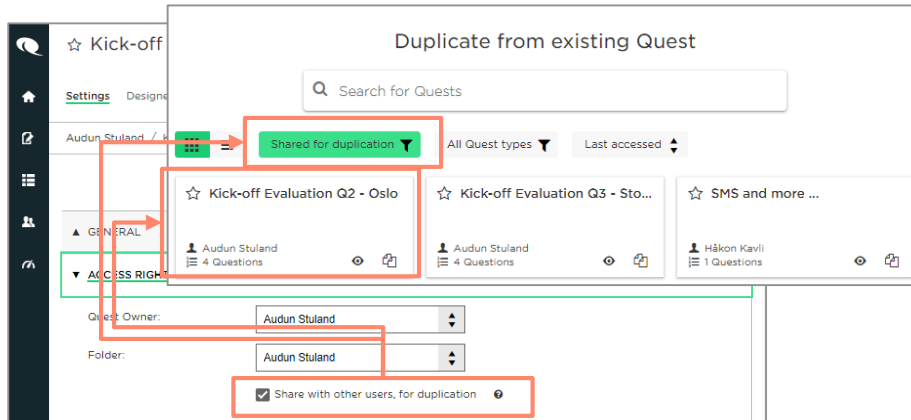 Kick-off
Settings Designe
Audun Stuland / K
▲ GENERAL
▼ ACCESS RIGHT
Quest Owner: Audun Stuland
Folder: Audun Stuland
Share with other users, for duplication
Duplicate from existing Quest
Search for Quests
Shared for duplication All Quest types Last accessed
Kick-off Evaluation Q2 - Oslo
Audun Stuland
4 Questions
Kick-off Evaluation Q3 - Sto...
Audun Stuland
4 Questions
SMS and more ...
Håkon Kavli
1 Questions